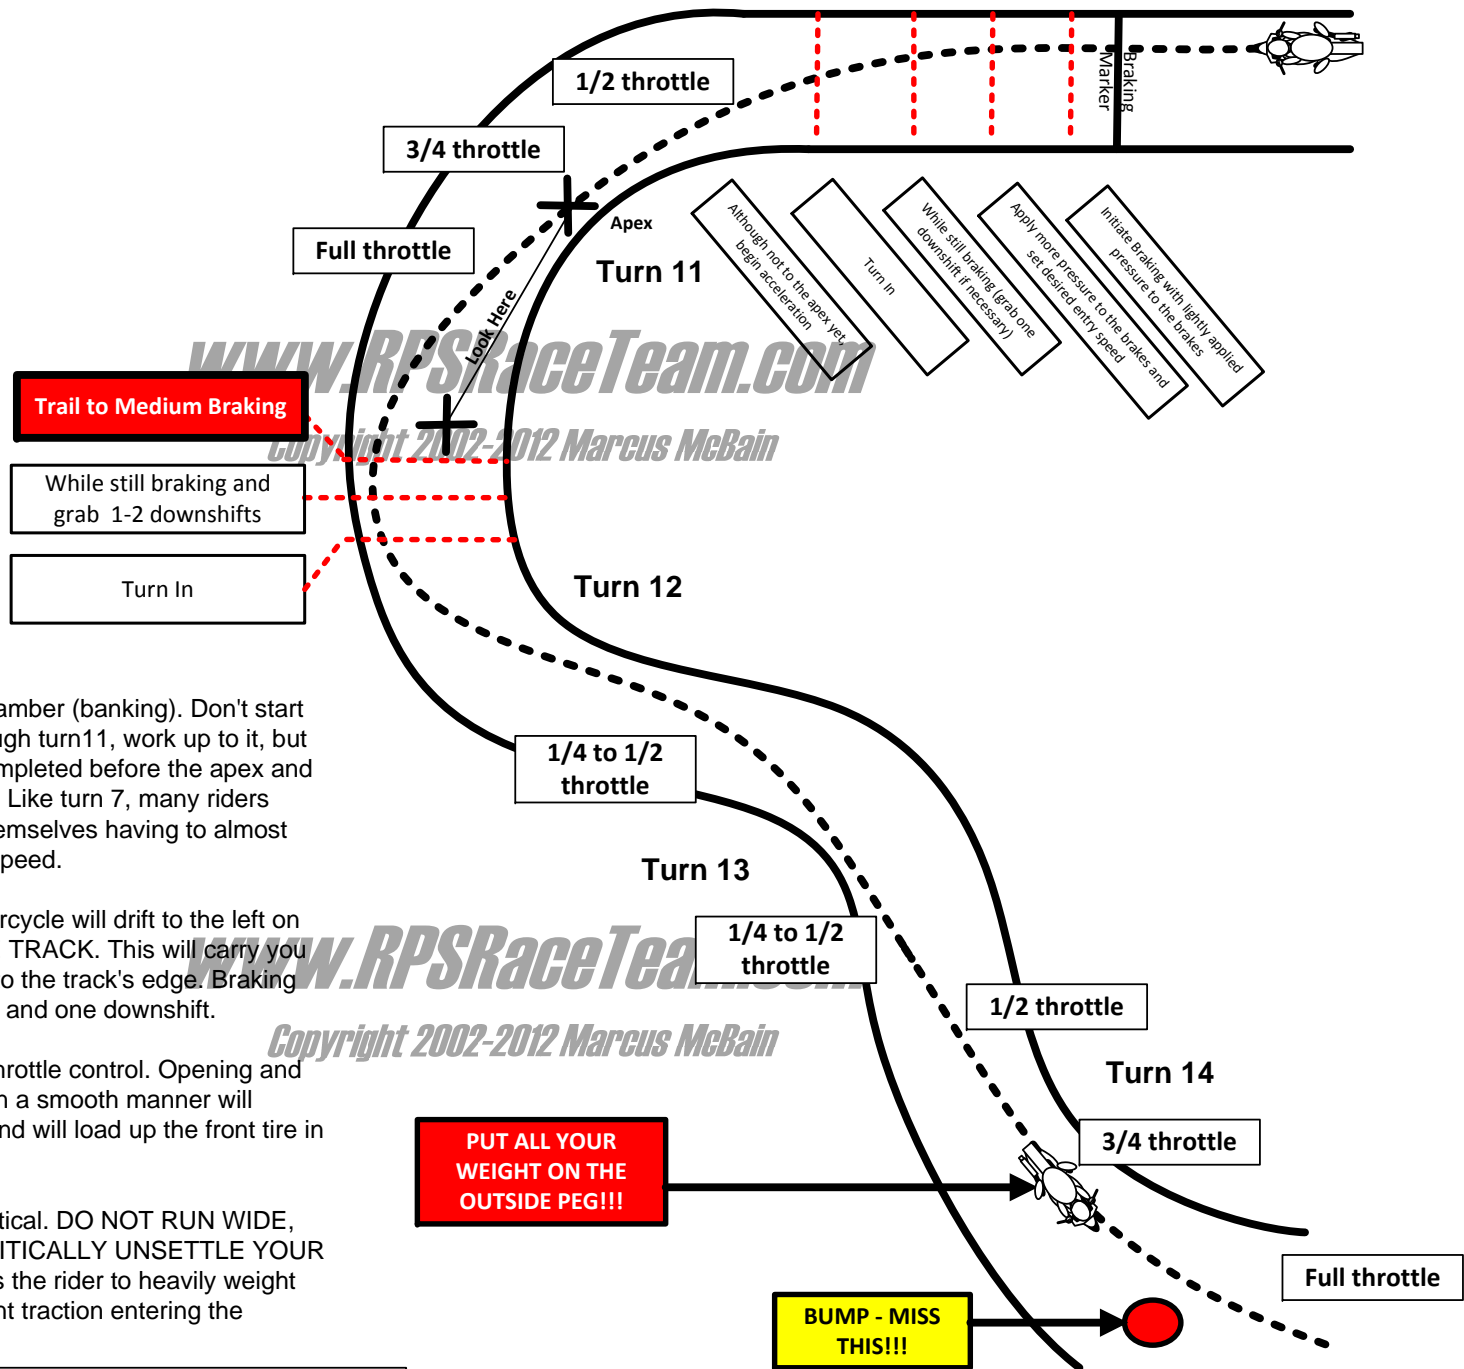 1/2 throttle
Braking
Marker
3/4 throttle
Apex
Full throttle
Turn 11
Look Here
Although not to the apex yet,
begin acceleration
Turn In
While still braking (grab one
downshift if necessary)
Apply more pressure to the brakes and
set desired entry speed
Initiate Braking with lightly applied
pressure to the brakes
www.RPSRaceTeam.com
Copyright 2002-2012 Marcus McBain
Trail to Medium Braking
While still braking and
grab 1-2 downshifts
Turn In
Turn 12
amber (banking). Don't start
ugh turn11, work up to it, but
mpleted before the apex and
Like turn 7, many riders
emselves having to almost
peed.
1/4 to 1/2
throttle
Turn 13
rcycle will drift to the left on
TRACK. This will carry you
o the track's edge. Braking
and one downshift.
1/4 to 1/2
throttle
www.RPSRaceTeam.com
Copyright 2002-2012 Marcus McBain
1/2 throttle
hrottle control. Opening and
n a smooth manner will
nd will load up the front tire in
Turn 14
3/4 throttle
PUT ALL YOUR
WEIGHT ON THE
OUTSIDE PEG!!!
tical. DO NOT RUN WIDE,
ITICALLY UNSETTLE YOUR
s the rider to heavily weight
nt traction entering the
Full throttle
BUMP - MISS
THIS!!!